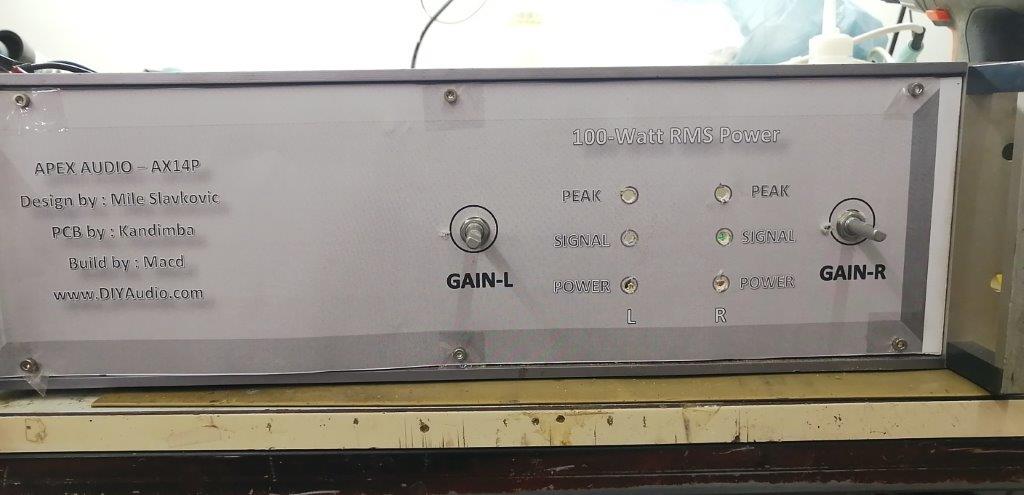 APEX AUDIO – AX14P
Design by : Mile Slavkovic
PCB by : Kandimba
Build by : Macd
www.DIYAudio.com
GAIN-L
100-Watt RMS Power
PEAK PEAK
SIGNAL SIGNAL
POWER POWER
L R
GAIN-R